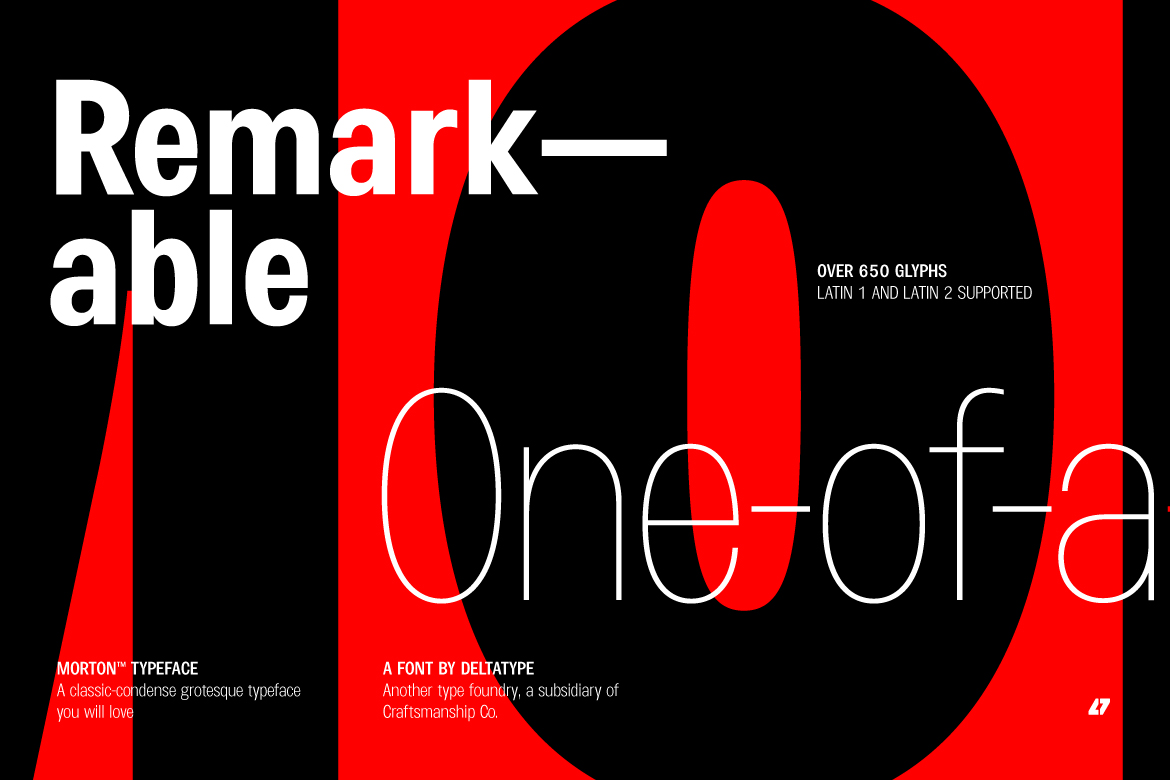 Remark—
able
OVER 650 GLYPHS
LATIN 1 AND LATIN 2 SUPPORTED
One-of-a
MORTON™ TYPEFACE
A classic-condense grotesque typeface
you will love
A FONT BY DELTATYPE
Another type foundry, a subsidiary of
Craftsmanship Co.